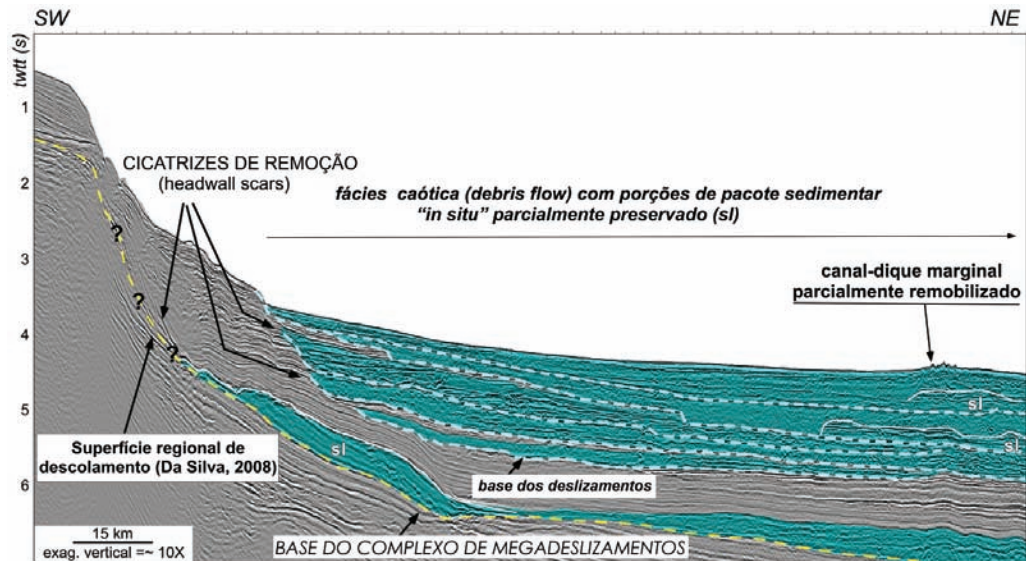 SW
NE
twtt (s)
1
2
3
4
5
6
CICATRIZES DE REMOÇÃO
(headwall scars)
fácies caótica (debris flow) com porções de pacote sedimentar
“in situ” parcialmente preservado (sl)
canal-dique marginal
parcialmente remobilizado
?
?
?
sl
sl
sl
Superfície regional de
descolamento (Da Silva, 2008)
base dos deslizamentos
15 km
exag. vertical =~ 10X
BASE DO COMPLEXO DE MEGADESLIZAMENTOS